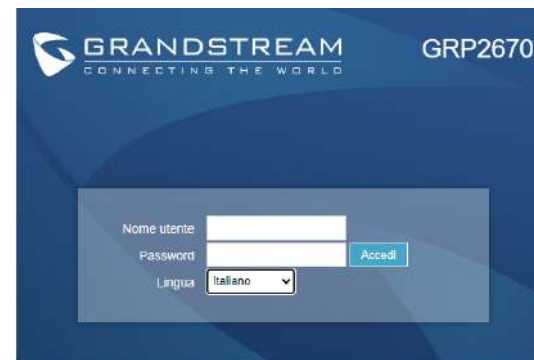 GRANDSTREAM
CONNECTING THE WORLD
GRP2670
Nome utente
Password
Accedi
Lingua
Italiano